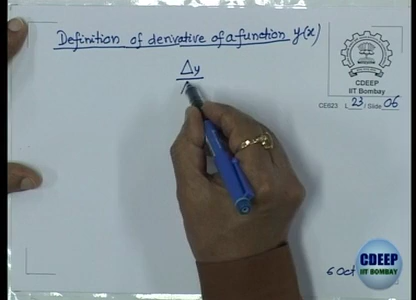 Definition of derivative of a function y(x)
Δy
CDEEP
IIT Bombay
CE623 L 23 / Slide 06
6 Oct
CDEEP
IIT BOMBAY